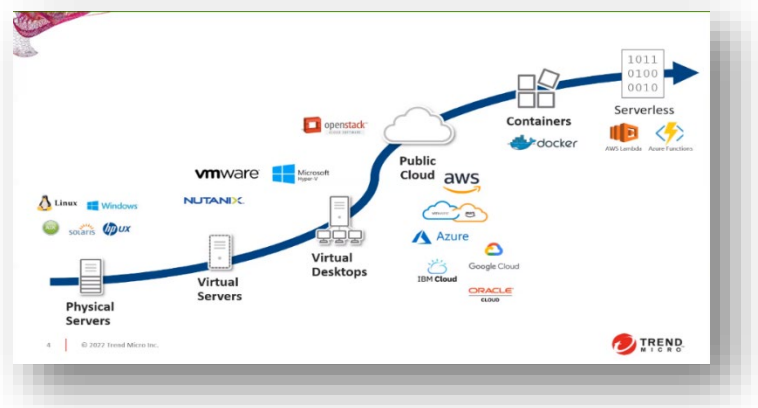 1011
0100
0010
Serverless
AWS Lambda Azure Functions
Containers
docker
openstack
Public
Cloud
aws
vmware
aws
Azure
Google Cloud
IBM Cloud
ORACLE
CLOUD
vmware Microsoft
Hyper-V
NUTANIX
Virtual
Desktops
Linux Windows
solaris hp ux
Virtual
Servers
Physical
Servers
4 © 2022 Trend Micro Inc.
TREND
MICRO